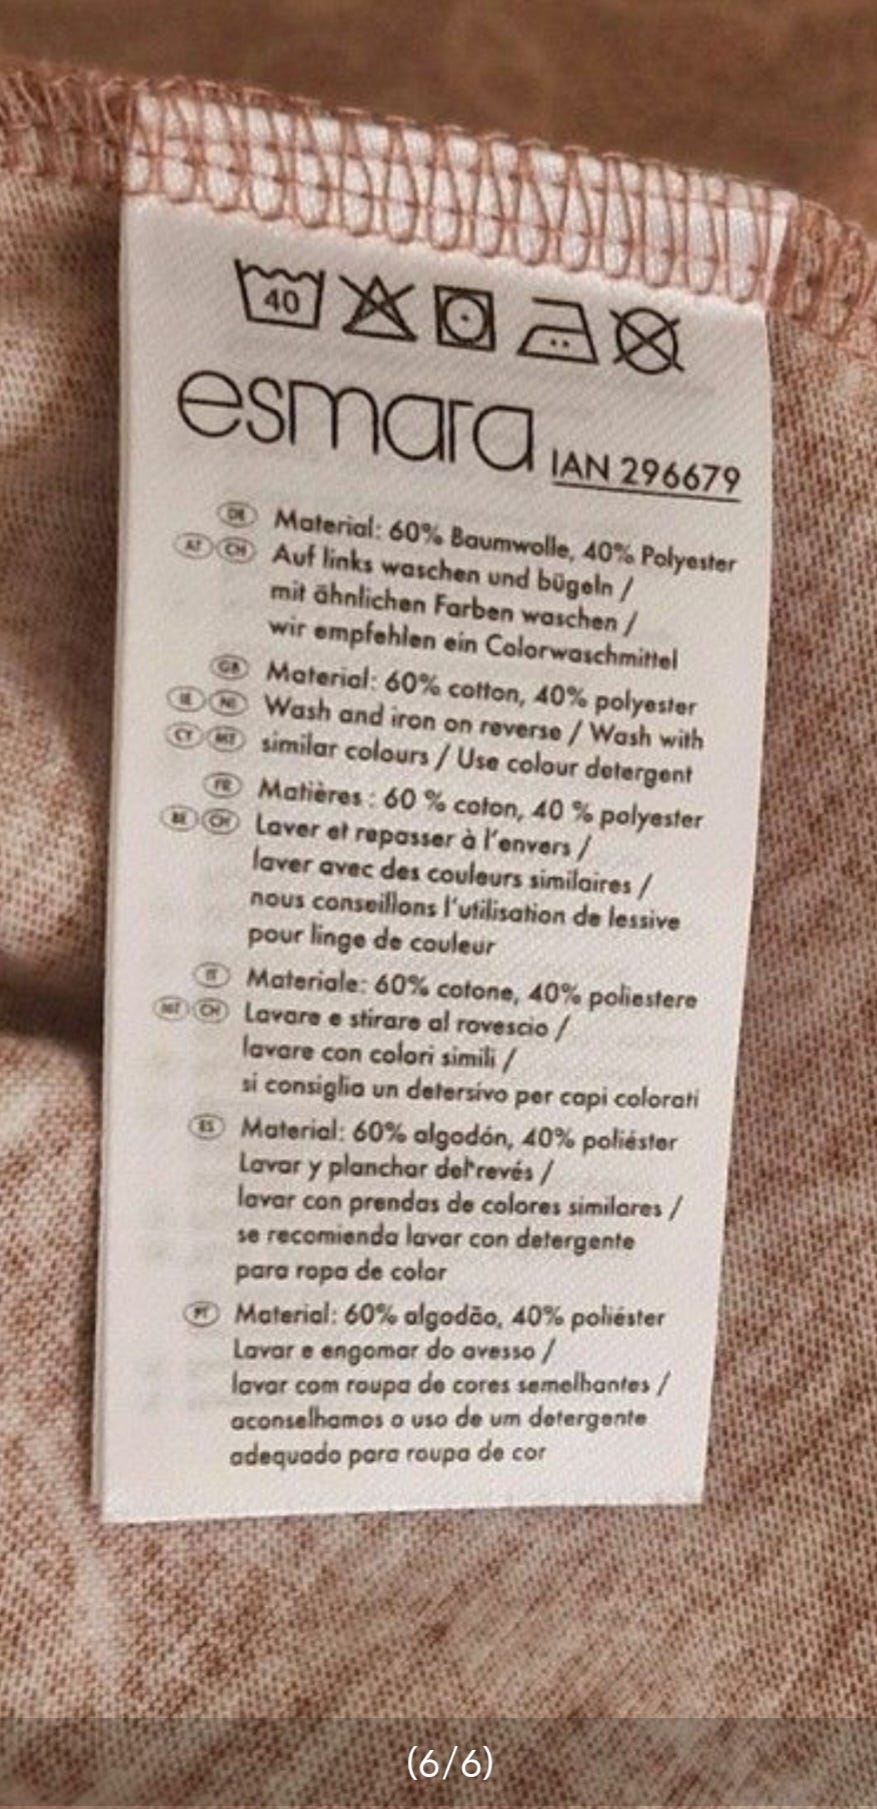 40
esmara IAN 296679
DE Material: 60% Baumwolle, 40% Polyester
AT CH Auf links waschen und bügeln /
mit ähnlichen Farben waschen /
wir empfehlen ein Colorwaschmittel
GB Material: 60% cotton, 40% polyester
IE NI Wash and iron on reverse / Wash with
CY MT similar colours / Use colour detergent
FR Matières : 60 % coton, 40 % polyester
BE CH Laver et repasser à l'envers /
laver avec des couleurs similaires /
nous conseillons l'utilisation de lessive
pour linge de couleur
IT Materiale: 60% cotone, 40% poliestere
MT CH Lavare e stirare al rovescio /
lavare con colori simili /
si consiglia un detersivo per capi colorati
ES Material: 60% algodón, 40% poliéster
Lavar y planchar del revés /
lavar con prendas de colores similares /
se recomienda lavar con detergente
para ropa de color
PT Material: 60% algodão, 40% poliéster
Lavar e engomar do avesso /
lavar com roupa de cores semelhantes /
aconselhamos o uso de um detergente
adequado para roupa de cor
(6/6)